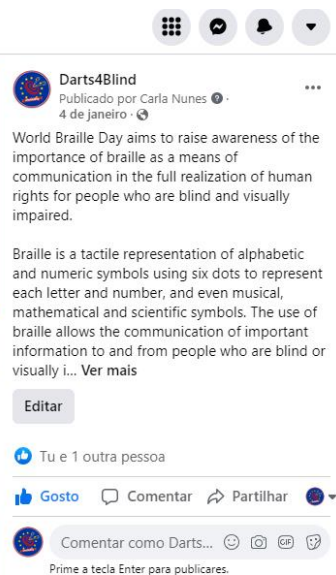 Darts4Blind
Publicado por Carla Nunes ·
4 de janeiro ·
World Braille Day aims to raise awareness of the
importance of braille as a means of
communication in the full realization of human
rights for people who are blind and visually
impaired.
Braille is a tactile representation of alphabetic
and numeric symbols using six dots to represent
each letter and number, and even musical,
mathematical and scientific symbols. The use of
braille allows the communication of important
information to and from people who are blind or
visually i... Ver mais
Editar
Tu e 1 outra pessoa
Gosto Comentar Partilhar
Comentar como Darts... GIF
Prime a tecla Enter para publicares.